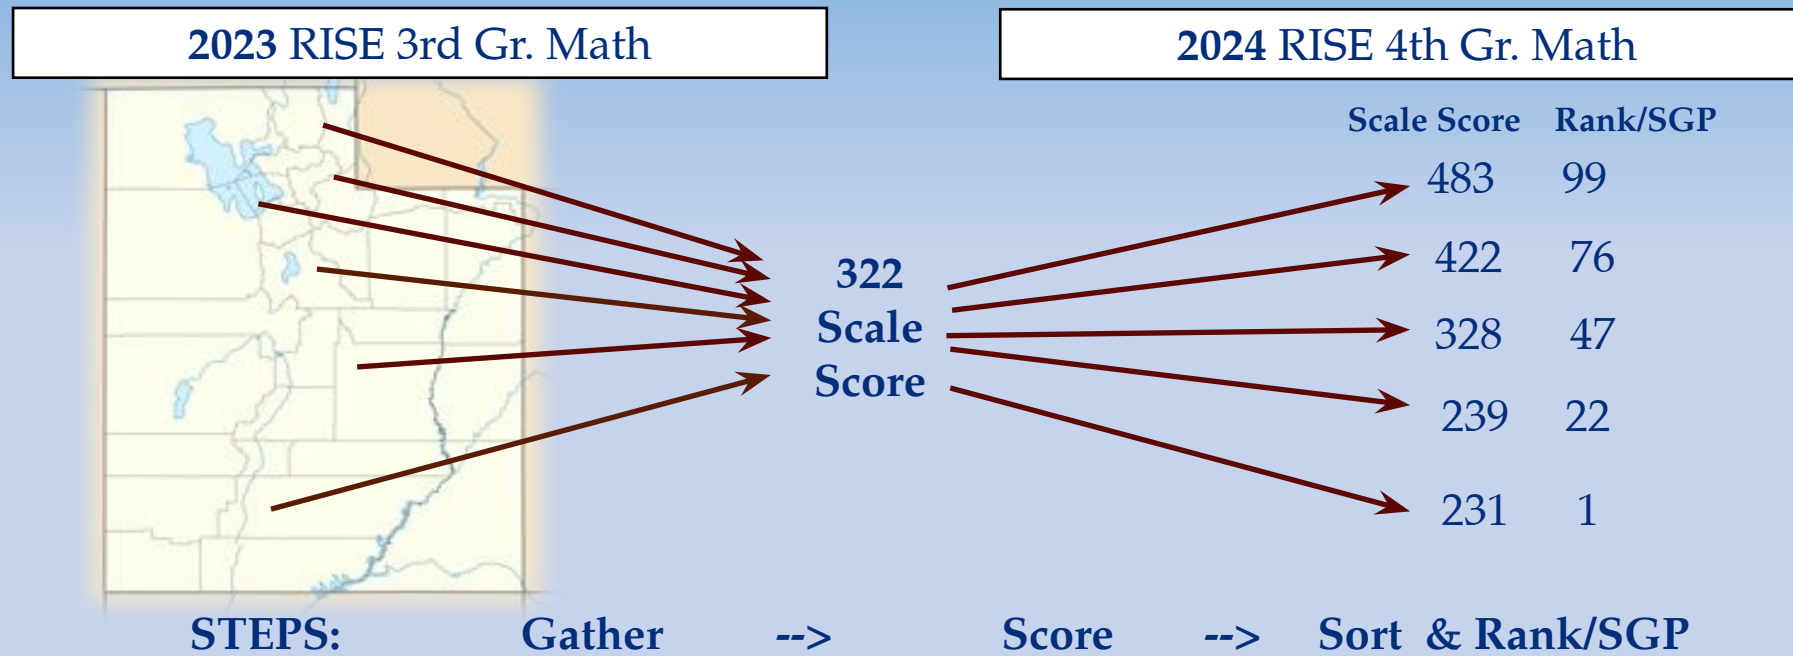 2023 RISE 3rd Gr. Math
2024 RISE 4th Gr. Math
322
Scale
Score
Scale Score Rank/SGP
483 99
422 76
328 47
239 22
231 1
STEPS: Gather --> Score --> Sort & Rank/SGP